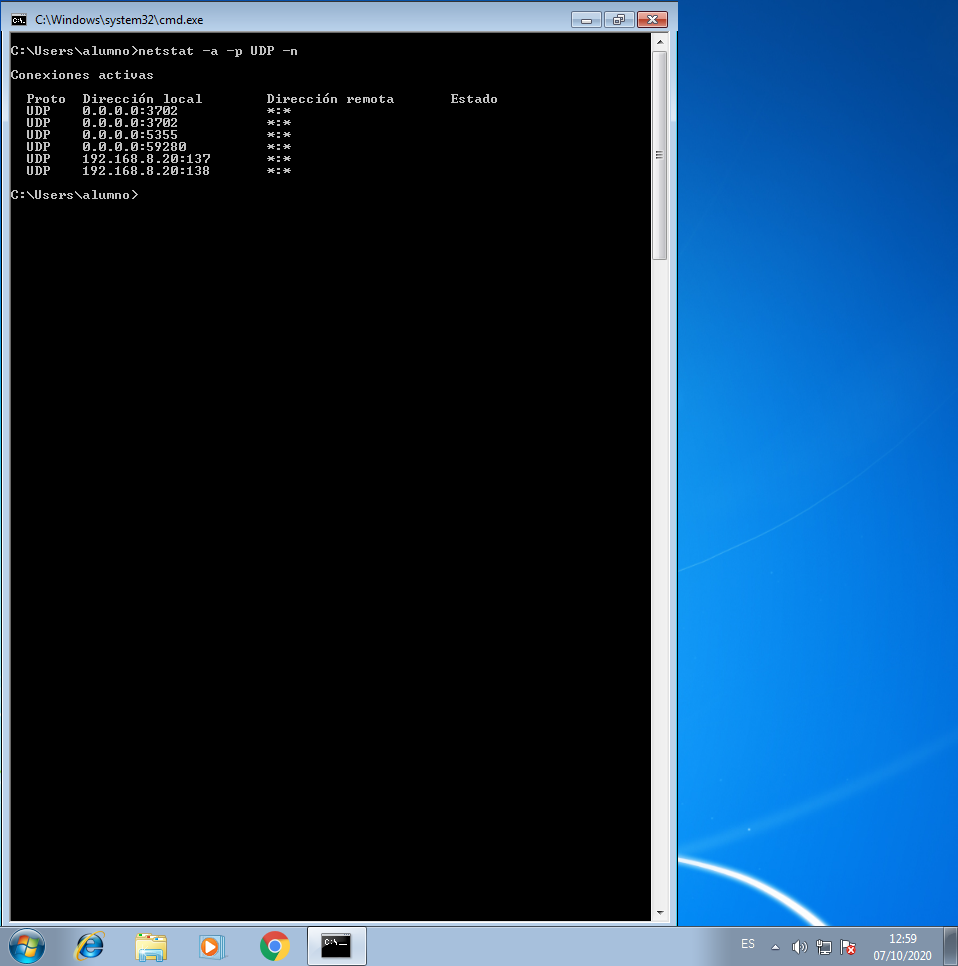 C:\Windows\system32\cmd.exe
C:\Users\alumno>netstat -a -p UDP -n
Conexiones activas
Proto Dirección local Dirección remota Estado
UDP 0.0.0.0:3702 *:*
UDP 0.0.0.0:3702 *:*
UDP 0.0.0.0:5355 *:*
UDP 0.0.0.0:59280 *:*
UDP 192.168.8.20:137 *:*
UDP 192.168.8.20:138 *:*
C:\Users\alumno>
ES
12:59
07/10/2020